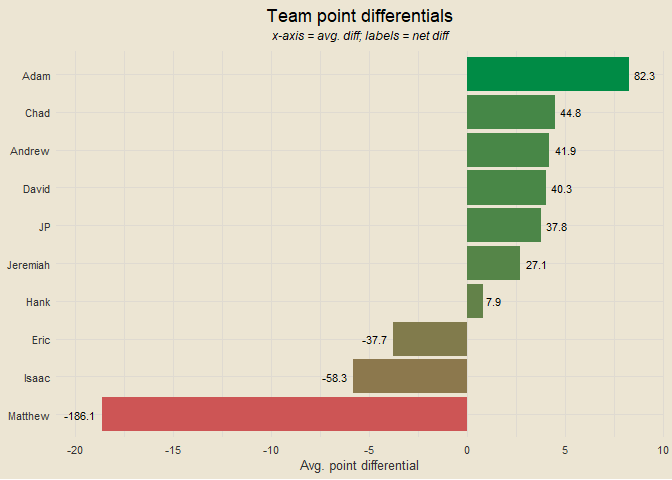 Team point differentials
x-axis = avg. diff; labels = net diff
Adam 82.3
Chad 44.8
Andrew 41.9
David 40.3
JP 37.8
Jeremiah 27.1
Hank 7.9
Eric -37.7
Isaac -58.3
Matthew -186.1
-20 -15 -10 -5 0 5 10
Avg. point differential